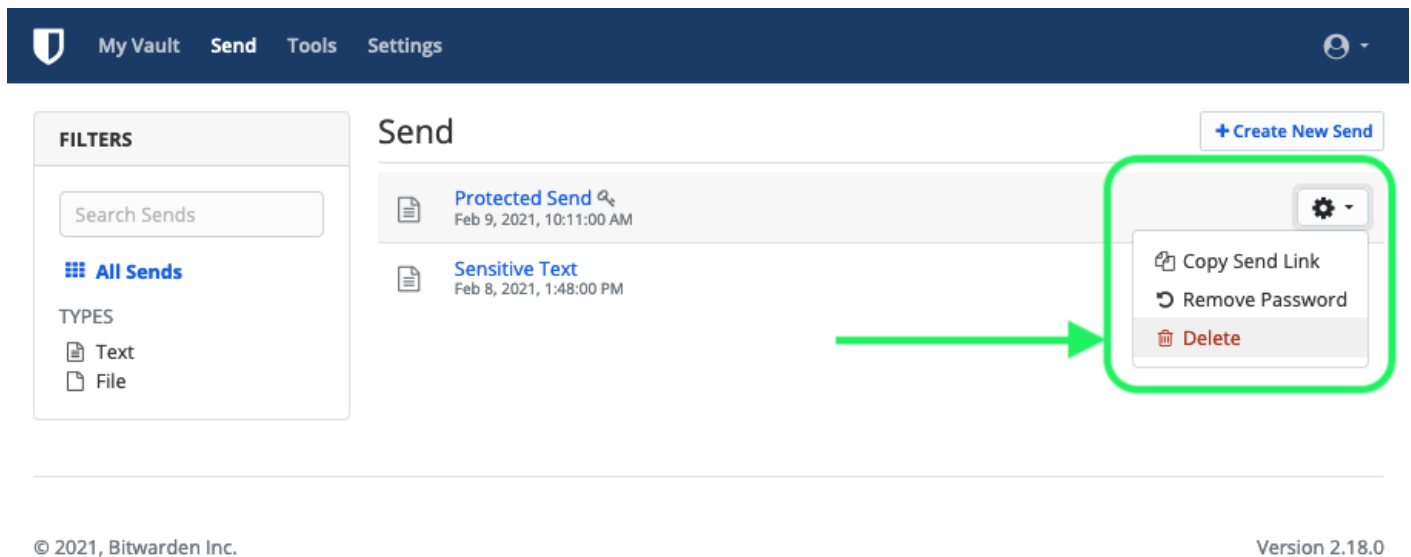 My Vault Send Tools Settings
FILTERS
Search Sends
All Sends
TYPES
Text
File
Send
+ Create New Send
Protected Send
Feb 9, 2021, 10:11:00 AM
Sensitive Text
Feb 8, 2021, 1:48:00 PM
Copy Send Link
Remove Password
Delete
© 2021, Bitwarden Inc.
Version 2.18.0